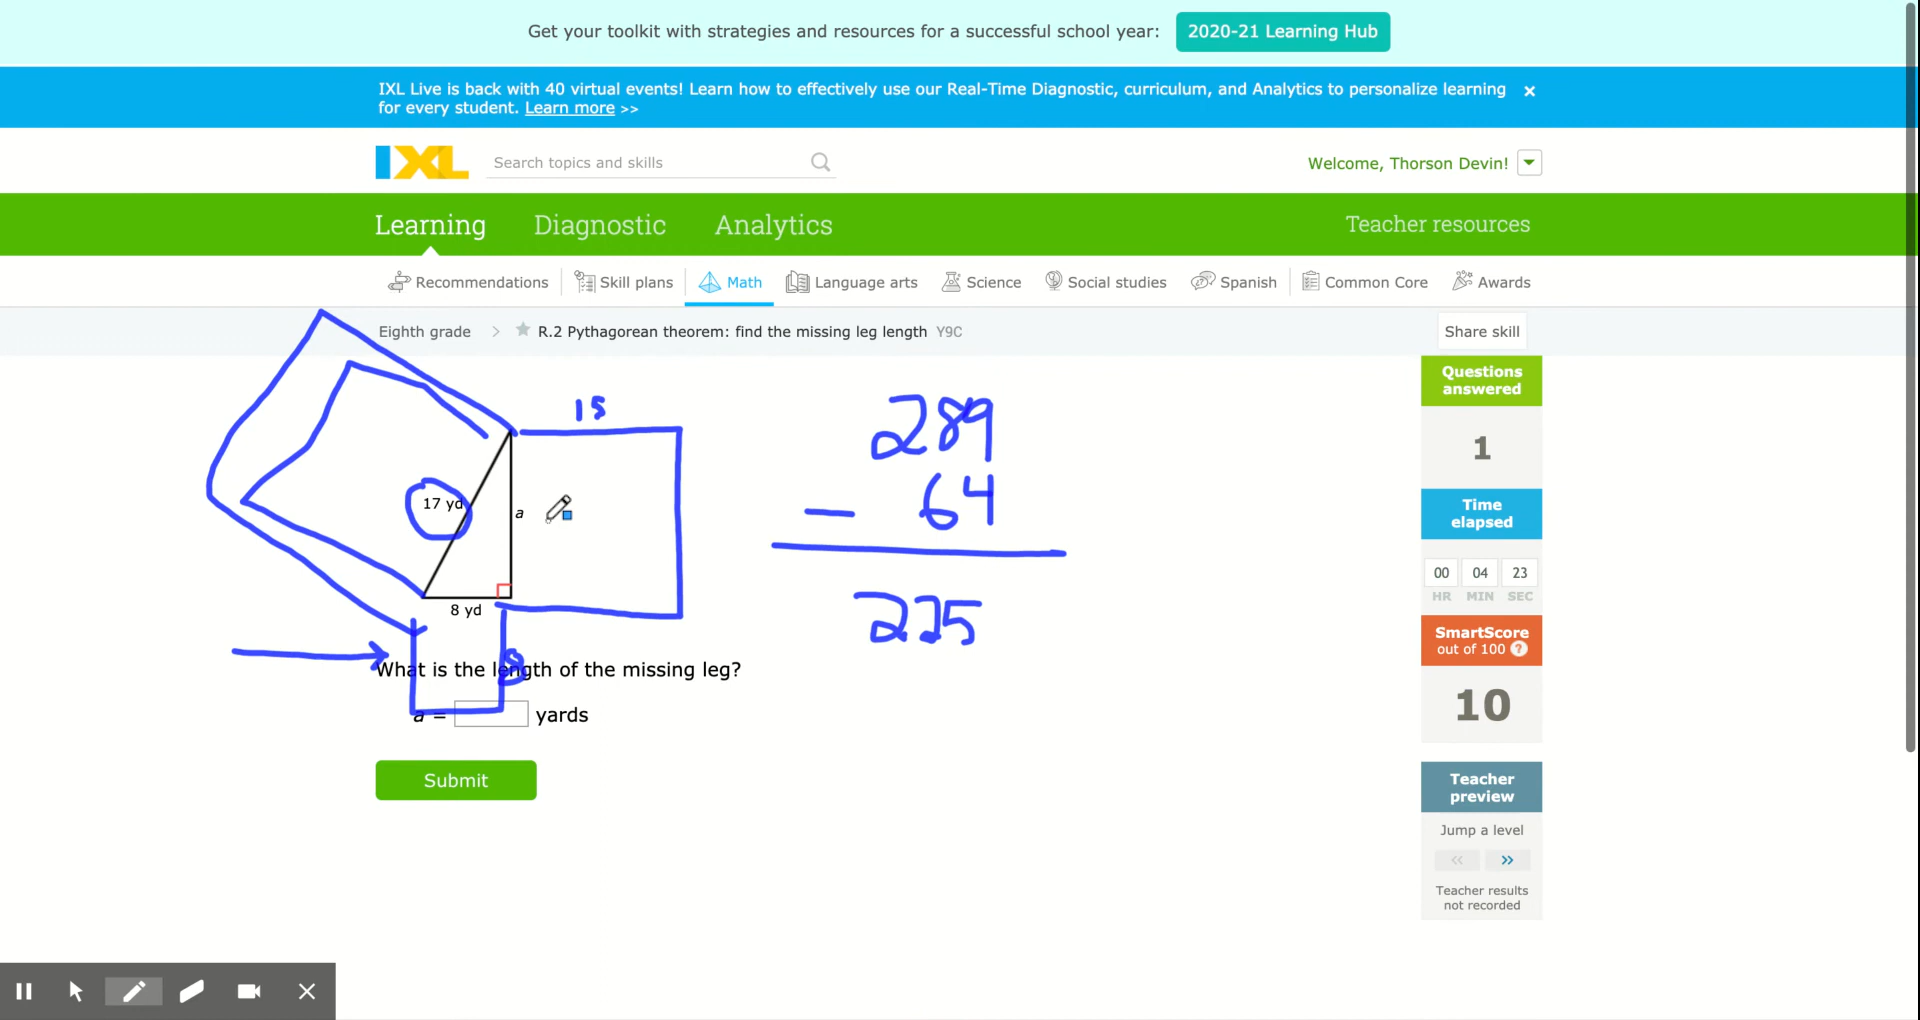 Get your toolkit with strategies and resources for a successful school year: 2020-21 Learning Hub
IXL Live is back with 40 virtual events! Learn how to effectively use our Real-Time Diagnostic, curriculum, and Analytics to personalize learning
for every student. Learn more >>
IXL Search topics and skills Welcome, Thorson Devin!
Learning Diagnostic Analytics Teacher resources
Recommendations Skill plans Math Language arts Science Social studies Spanish Common Core Awards
Eighth grade > R.2 Pythagorean theorem: find the missing leg length Y9C Share skill
15
17 yd
a
8 yd
8
What is the length of the missing leg?
a = yards
Submit
289
- 64
225
Questions
answered
1
Time
elapsed
00 04 23
HR MIN SEC
SmartScore
out of 100 ?
10
Teacher
preview
Jump a level
<< >>
Teacher results
not recorded